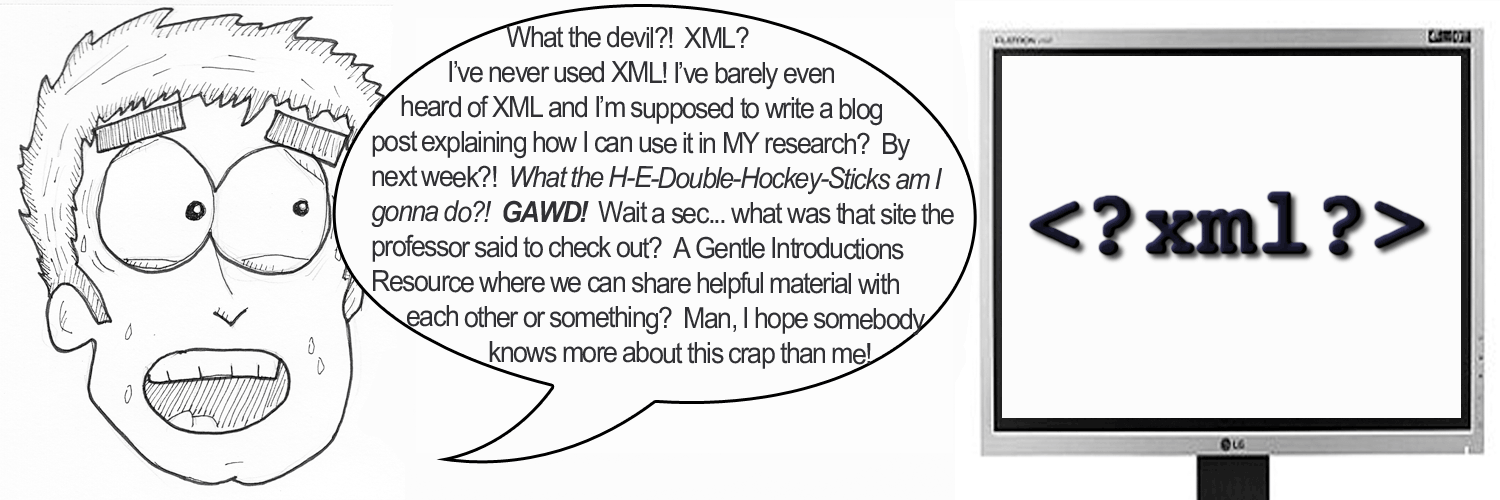 What the devil?! XML?
I've never used XML! I've barely even
heard of XML and I'm supposed to write a blog
post explaining how I can use it in MY research? By
next week?! What the H-E-Double-Hockey-Sticks am I
gonna do?! GAWD! Wait a sec... what was that site the
professor said to check out? A Gentle Introductions
Resource where we can share helpful material with
each other or something? Man, I hope somebody
knows more about this crap than me!
FLATRON
<?xml?>
LG